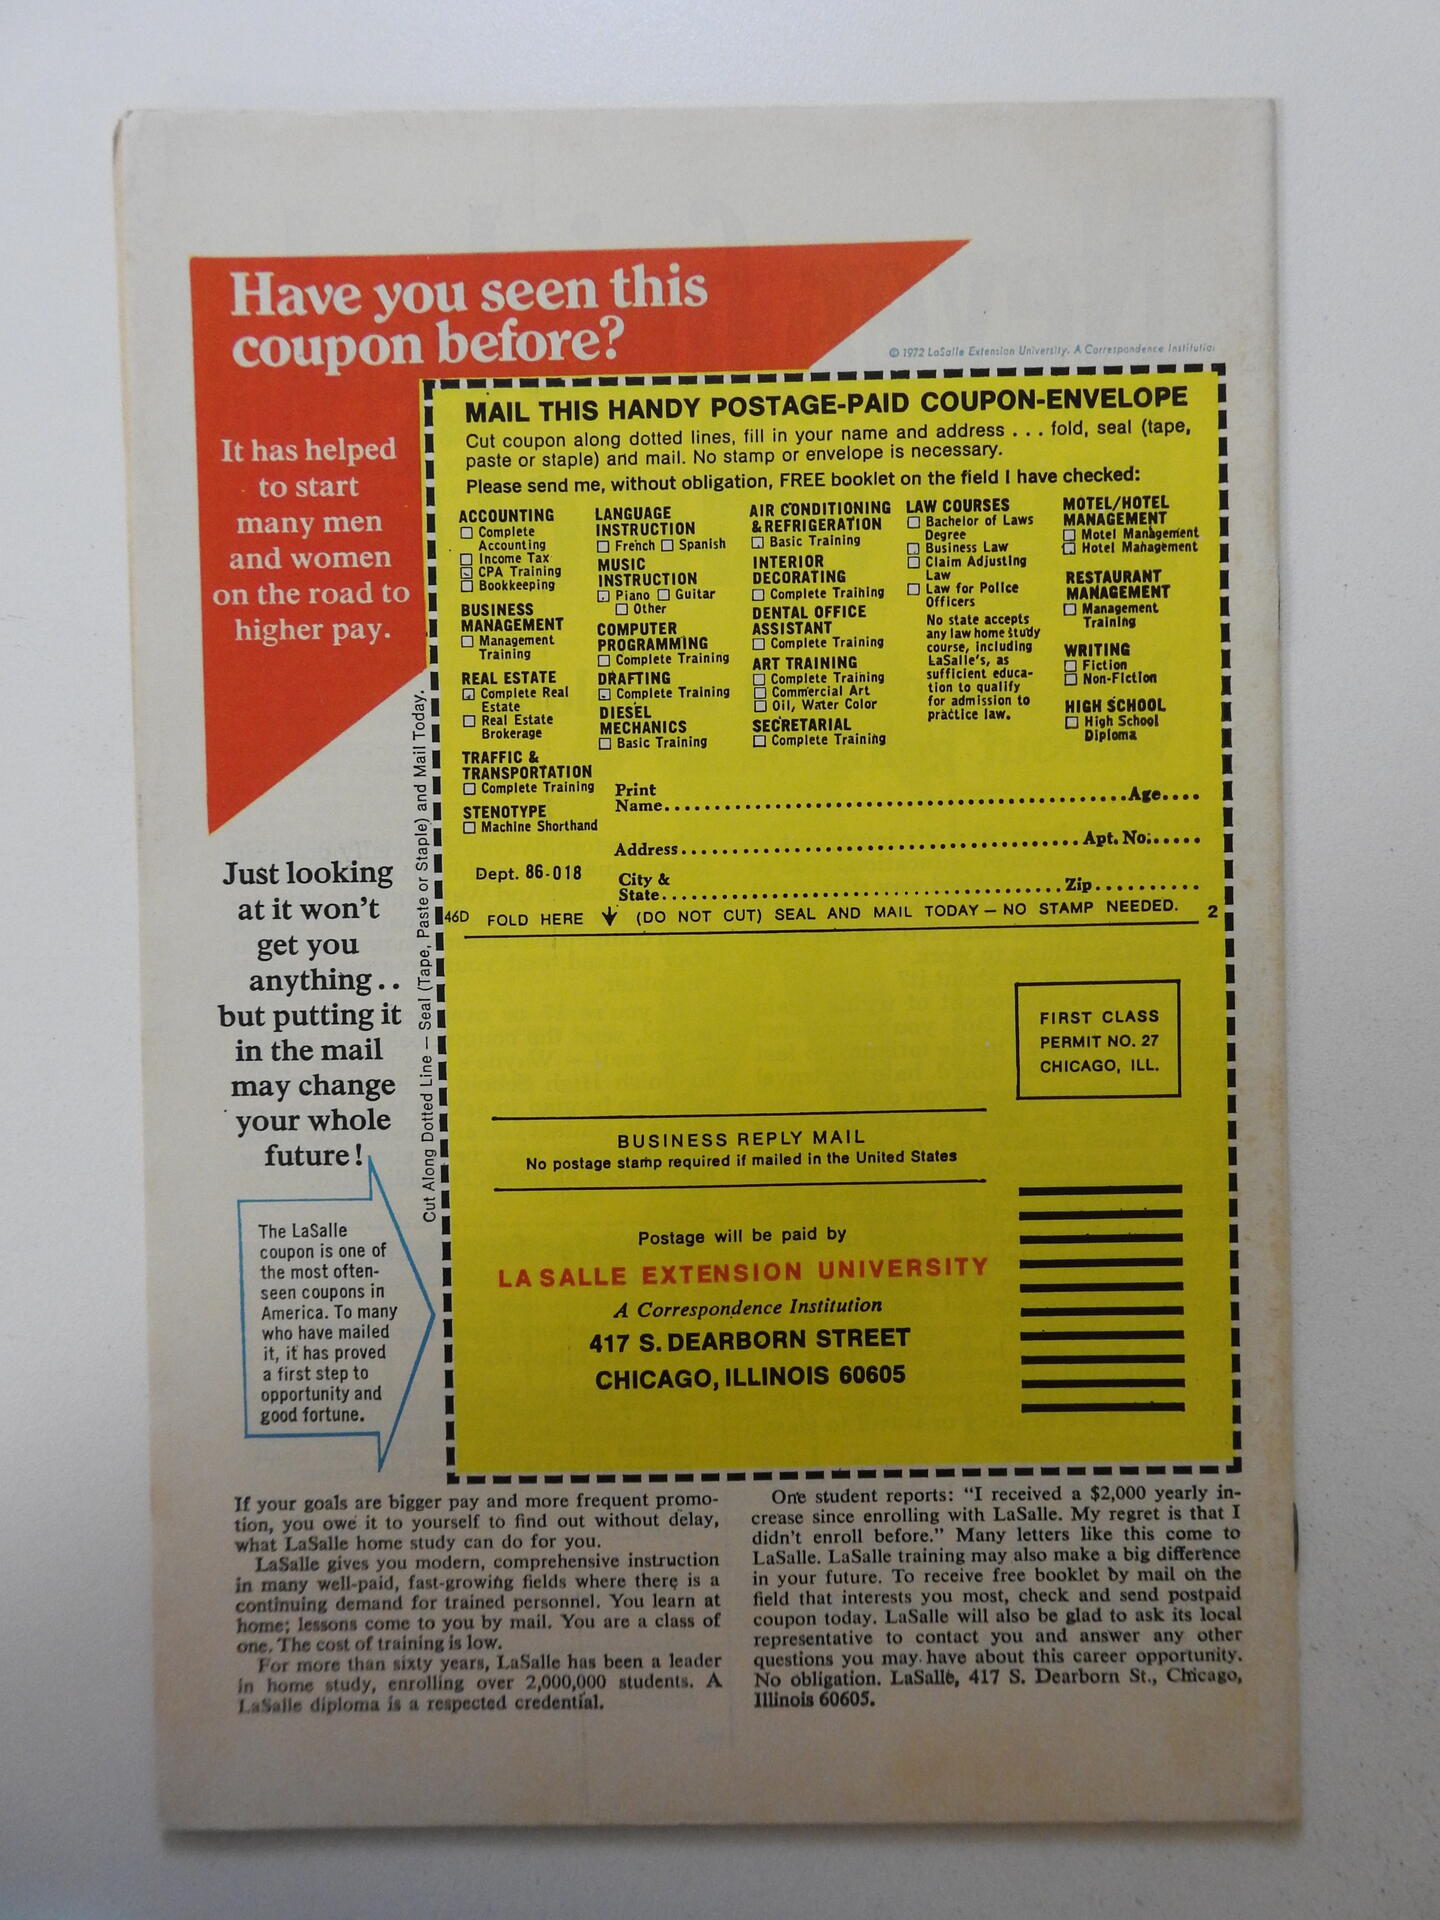 Have you seen this
coupon before?
© 1972 LaSalle Extension University. A Correspondence Institution
It has helped
to start
many men
and women
on the road to
higher pay.
Just looking
at it won't
get you
anything..
but putting it
in the mail
may change
your whole
future!
The LaSalle
coupon is one of
the most often-
seen coupons in
America. To many
who have mailed
it, it has proved
a first step to
opportunity and
good fortune.
Cut Along Dotted Line — Seal (Tape, Paste or Staple) and Mail Today.
MAIL THIS HANDY POSTAGE-PAID COUPON-ENVELOPE
Cut coupon along dotted lines, fill in your name and address . . . fold, seal (tape,
paste or staple) and mail. No stamp or envelope is necessary.
Please send me, without obligation, FREE booklet on the field I have checked:
ACCOUNTING
Complete
Accounting
Income Tax
CPA Training
Bookkeeping
BUSINESS
MANAGEMENT
Management
Training
REAL ESTATE
Complete Real
Estate
Real Estate
Brokerage
TRAFFIC &
TRANSPORTATION
Complete Training
STENOTYPE
Machine Shorthand
LANGUAGE
INSTRUCTION
French Spanish
MUSIC
INSTRUCTION
Piano Guitar
Other
COMPUTER
PROGRAMMING
Complete Training
DRAFTING
Complete Training
DIESEL
MECHANICS
Basic Training
AIR CONDITIONING
& REFRIGERATION
Basic Training
INTERIOR
DECORATING
Complete Training
DENTAL OFFICE
ASSISTANT
Complete Training
ART TRAINING
Complete Training
Commercial Art
Oil, Water Color
SECRETARIAL
Complete Training
LAW COURSES
Bachelor of Laws
Degree
Business Law
Claim Adjusting
Law
Law for Police
Officers
No state accepts
any law home study
course, including
LaSalle's, as
sufficient educa-
tion to qualify
for admission to
practice law.
MOTEL/HOTEL
MANAGEMENT
Motel Management
Hotel Management
RESTAURANT
MANAGEMENT
Management
Training
WRITING
Fiction
Non-Fiction
HIGH SCHOOL
High School
Diploma
Print
Name Age
Address Apt. No.
Dept. 86-018
City &
State Zip
46D FOLD HERE (DO NOT CUT) SEAL AND MAIL TODAY — NO STAMP NEEDED. 2
FIRST CLASS
PERMIT NO. 27
CHICAGO, ILL.
BUSINESS REPLY MAIL
No postage stamp required if mailed in the United States
Postage will be paid by
LA SALLE EXTENSION UNIVERSITY
A Correspondence Institution
417 S. DEARBORN STREET
CHICAGO, ILLINOIS 60605
If your goals are bigger pay and more frequent promo-
tion, you owe it to yourself to find out without delay,
what LaSalle home study can do for you.
LaSalle gives you modern, comprehensive instruction
in many well-paid, fast-growing fields where there is a
continuing demand for trained personnel. You learn at
home; lessons come to you by mail. You are a class of
one. The cost of training is low.
For more than sixty years, LaSalle has been a leader
in home study, enrolling over 2,000,000 students. A
LaSalle diploma is a respected credential.
One student reports: "I received a $2,000 yearly in-
crease since enrolling with LaSalle. My regret is that I
didn't enroll before." Many letters like this come to
LaSalle. LaSalle training may also make a big difference
in your future. To receive free booklet by mail on the
field that interests you most, check and send postpaid
coupon today. LaSalle will also be glad to ask its local
representative to contact you and answer any other
questions you may have about this career opportunity.
No obligation. LaSalle, 417 S. Dearborn St., Chicago,
Illinois 60605.